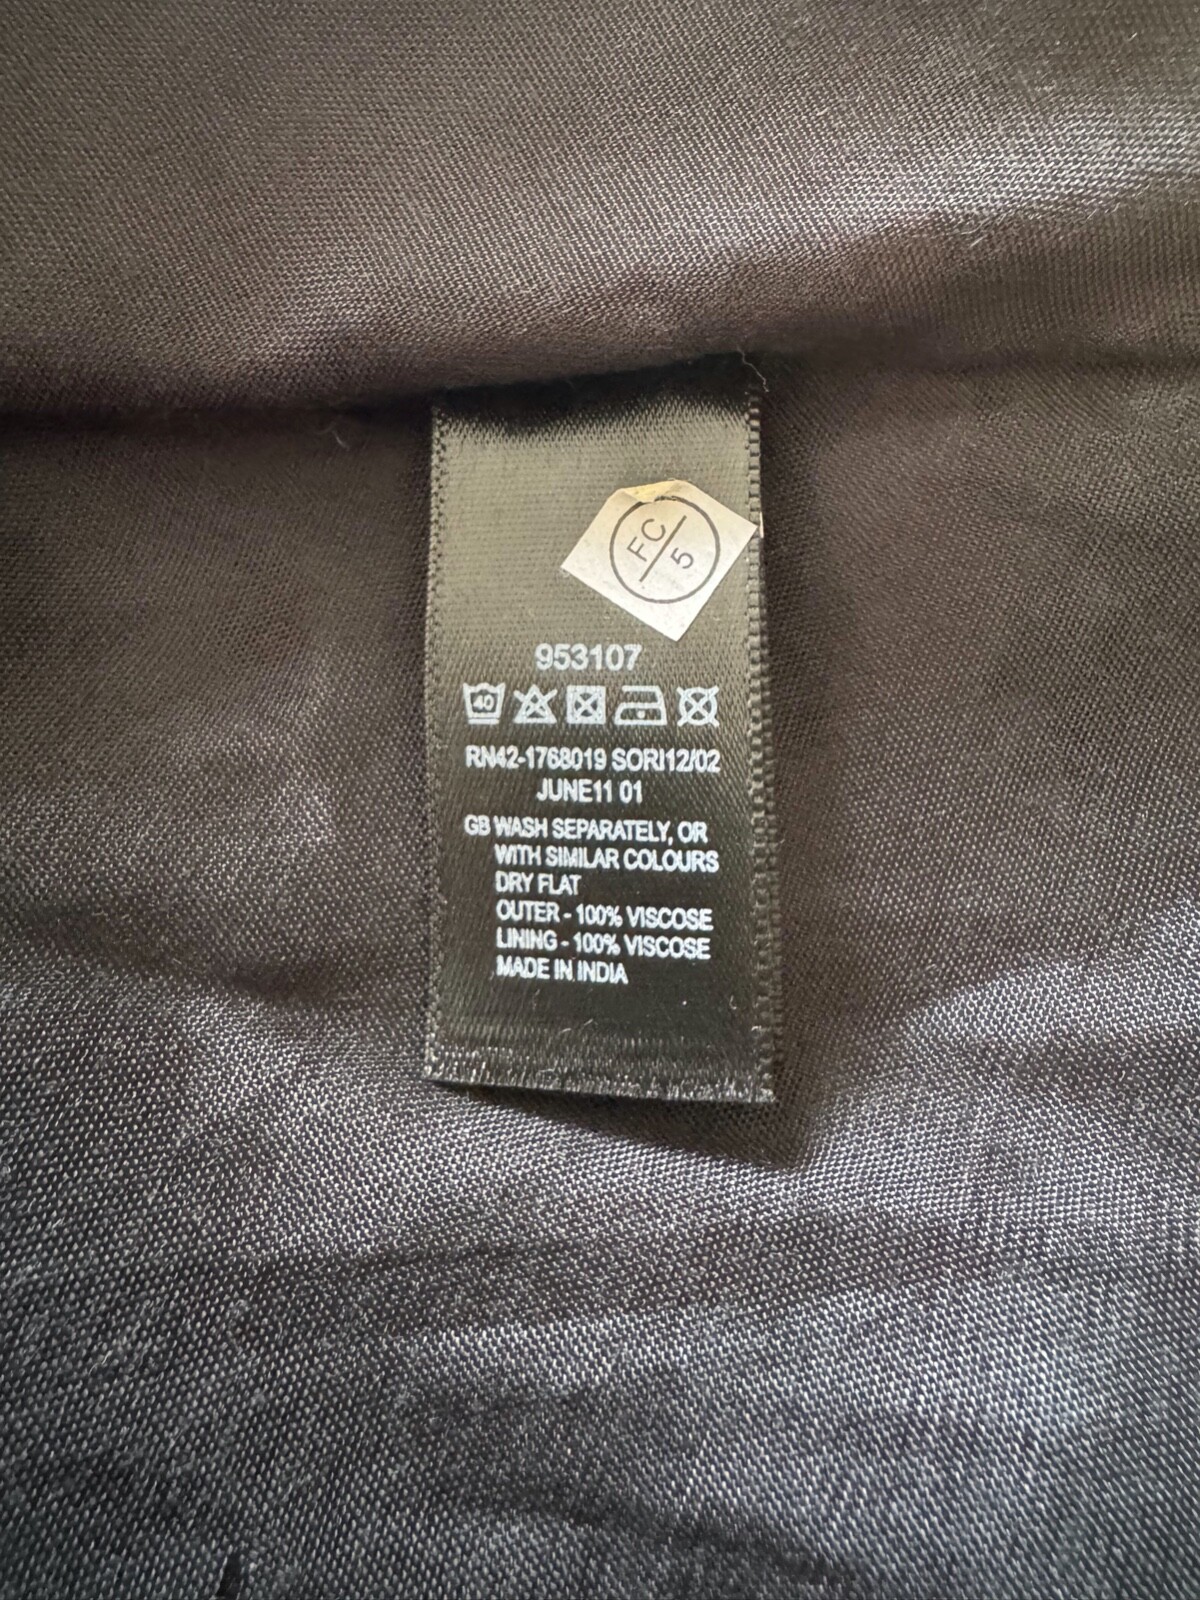 FC
5
953107
40
RN42-1768019 SORI12/02
JUNE11 01
GB WASH SEPARATELY, OR
WITH SIMILAR COLOURS
DRY FLAT
OUTER - 100% VISCOSE
LINING - 100% VISCOSE
MADE IN INDIA